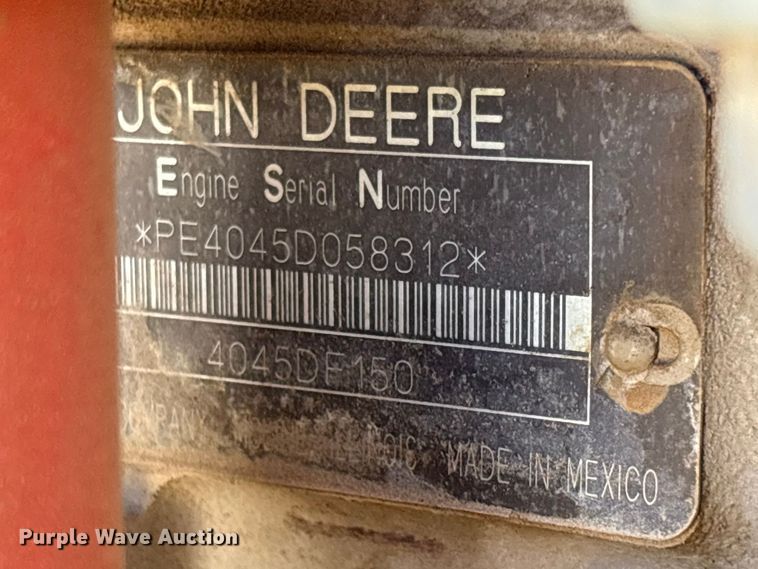 JOHN DEERE
Engine Serial Number
*PE4045D058312*
4045DF150
MADE IN MEXICO
Purple Wave Auction